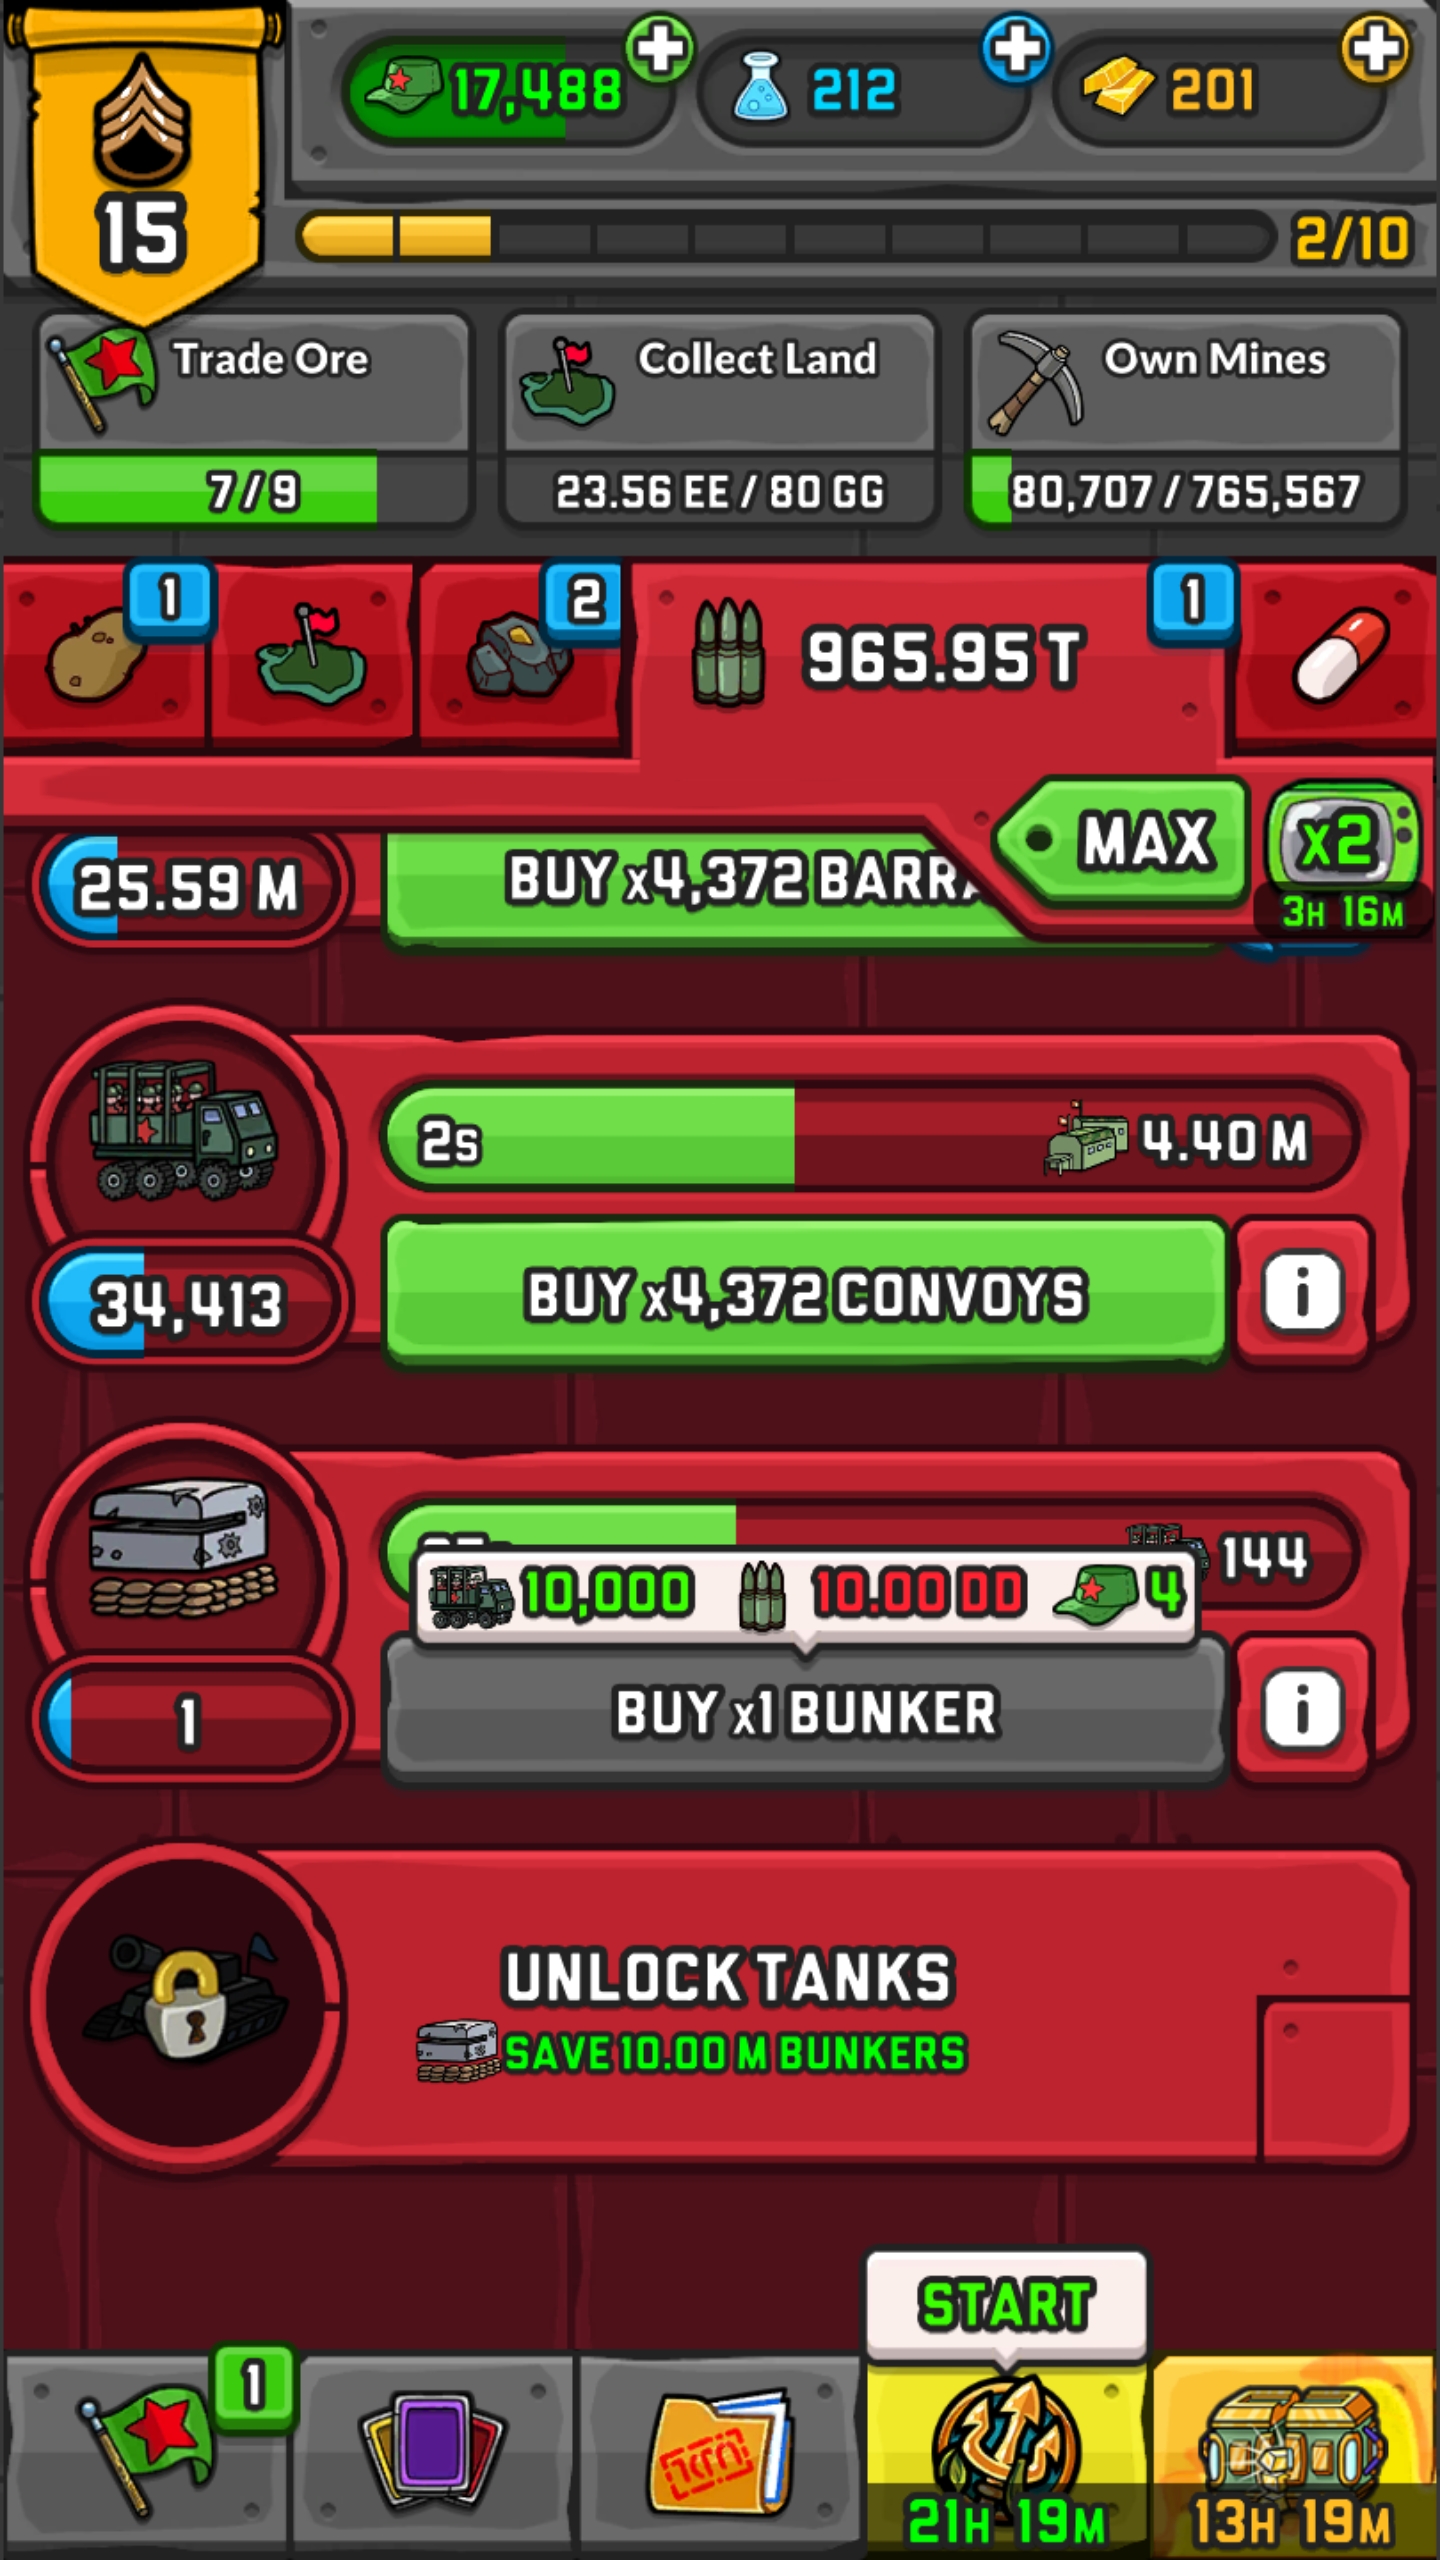 17,488
212
201
15
2/10
Trade Ore
Collect Land
Own Mines
7/9
23.56 EE / 80 GG
80,707 / 765,567
1
2
965.95 T
1
MAX
x2
3H 16M
25.59 M
BUY x4,372
2s
4.40 M
34,413
BUY x4,372 CONVOYS
i
144
10,000
10.00 DD
4
1
BUY x1 BUNKER
i
UNLOCK TANKS
SAVE 10.00 M BUNKERS
START
1
21H 19M
13H 19M